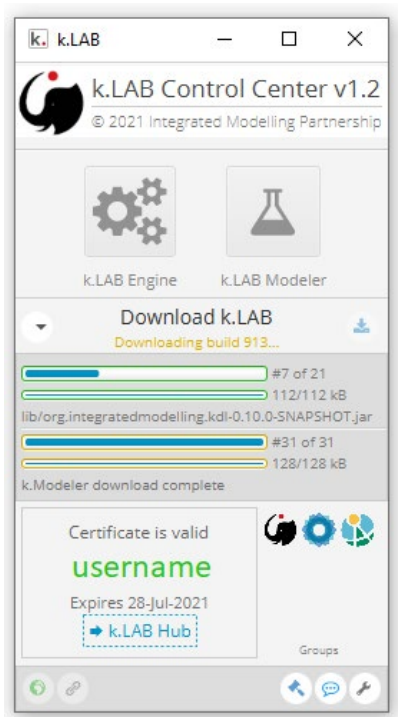 k. k.LAB
k.LAB Control Center v1.2
© 2021 Integrated Modelling Partnership
k.LAB Engine k.LAB Modeler
Download k.LAB
Downloading build 913...
#7 of 21
112/112 kB
lib/org.integratedmodelling.kdl-0.10.0-SNAPSHOT.jar
#31 of 31
128/128 kB
k.Modeler download complete
Certificate is valid
username
Expires 28-Jul-2021
k.LAB Hub
Groups